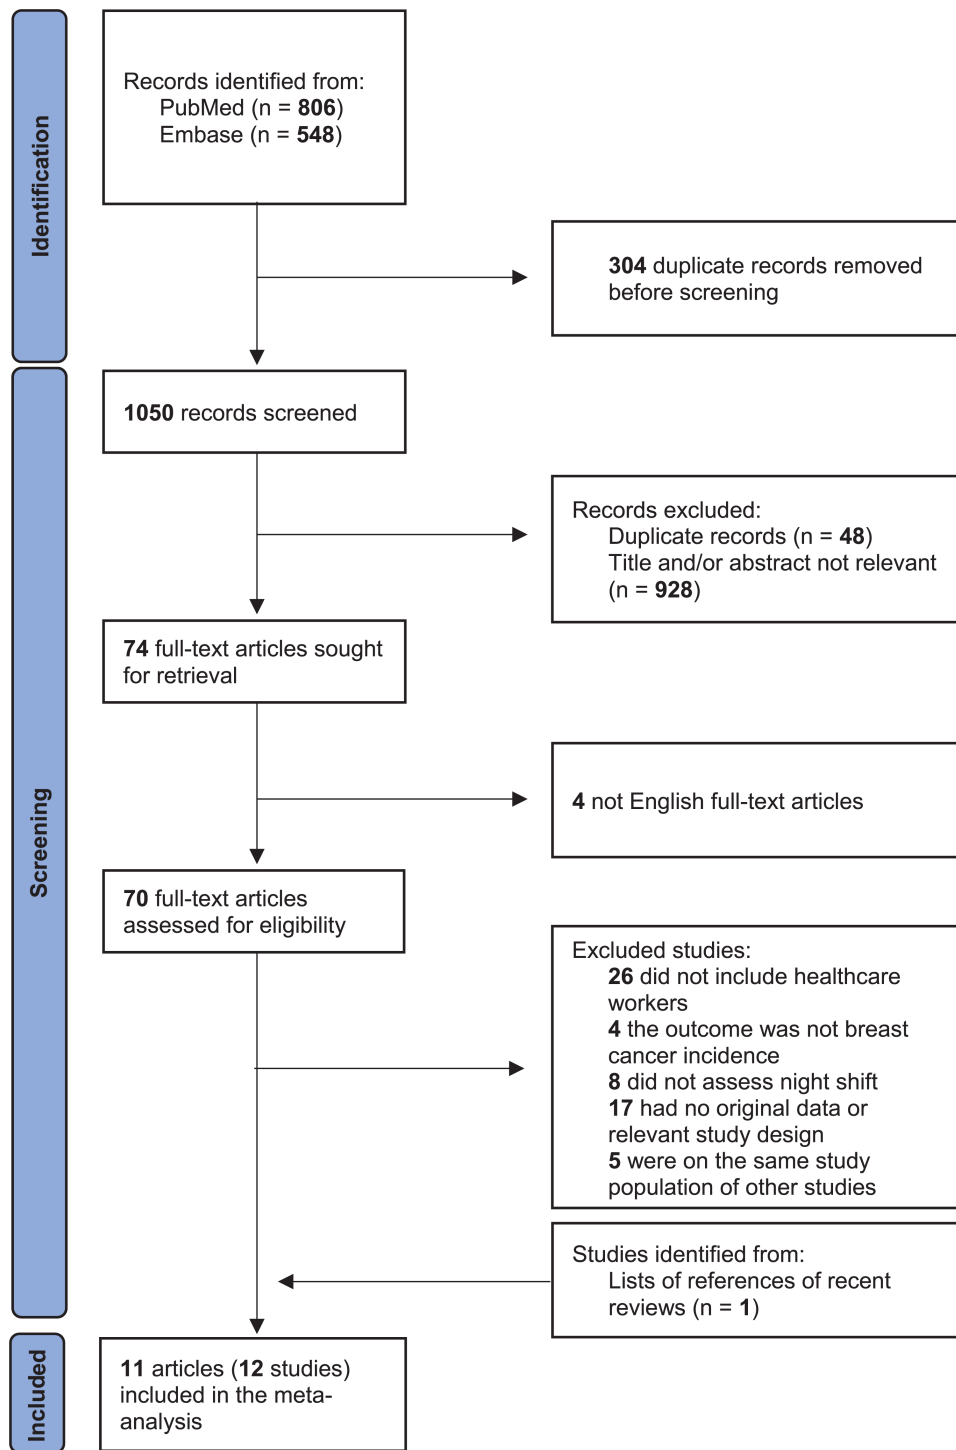 Identification
Records identified from:
PubMed (n = 806)
Embase (n = 548)
304 duplicate records removed
before screening
Screening
1050 records screened
Records excluded:
Duplicate records (n = 48)
Title and/or abstract not relevant
(n = 928)
74 full-text articles sought
for retrieval
4 not English full-text articles
70 full-text articles
assessed for eligibility
Excluded studies:
26 did not include healthcare
workers
4 the outcome was not breast
cancer incidence
8 did not assess night shift
17 had no original data or
relevant study design
5 were on the same study
population of other studies
Studies identified from:
Lists of references of recent
reviews (n = 1)
Included
11 articles (12 studies)
included in the meta-
analysis